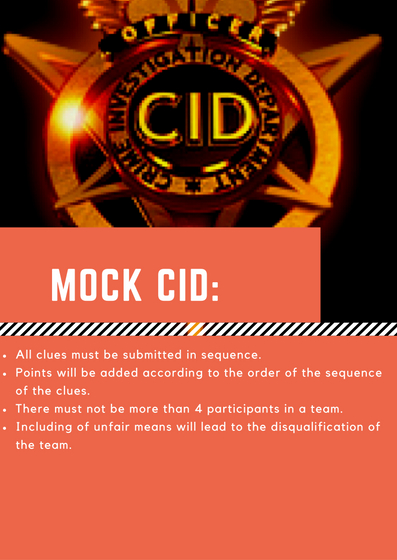 OFFICER
CRIME INVESTIGATION DEPARTMENT
CID
MOCK CID:
• All clues must be submitted in sequence.
• Points will be added according to the order of the sequence
of the clues.
• There must not be more than 4 participants in a team.
• Including of unfair means will lead to the disqualification of
the team.